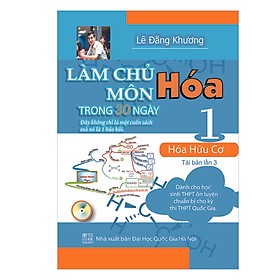 Lê Đăng Khương
LÀM CHỦ
MÔN Hóa
TRONG 30 NGÀY
Đây không chỉ là một cuốn sách
mà nó là 1 báu bối.
1
Hóa Hữu Cơ
Tái bản lần 3
Dành cho học
sinh THPT ôn luyện
chuẩn bị cho kỳ
thi THPT Quốc Gia.
Nhà xuất bản Đại Học Quốc Gia Hà Nội